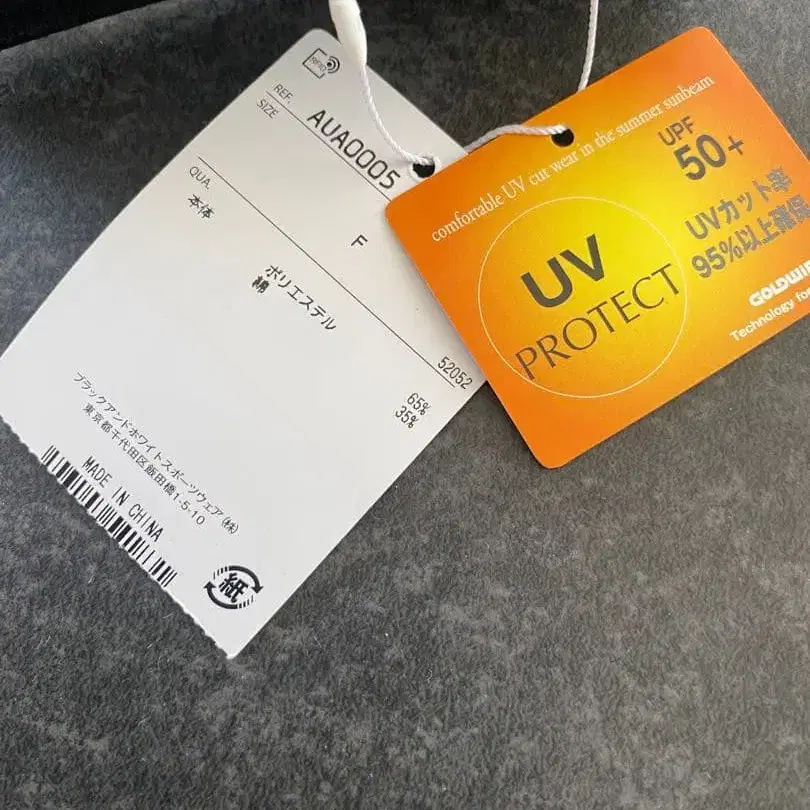 RFID
REF. AUA0005
SIZE F
52052
QUA.
本体 ポリエステル 65%
綿 35%
ブラックアンドホワイトスポーツウェア(株)
東京都千代田区飯田橋1-5-10
MADE IN CHINA
紙
comfortable UV cut wear in the summer sunbeam
UV
PROTECT
UPF
50+
UVカット率
95%以上確保
GOLDWIN
Technology for